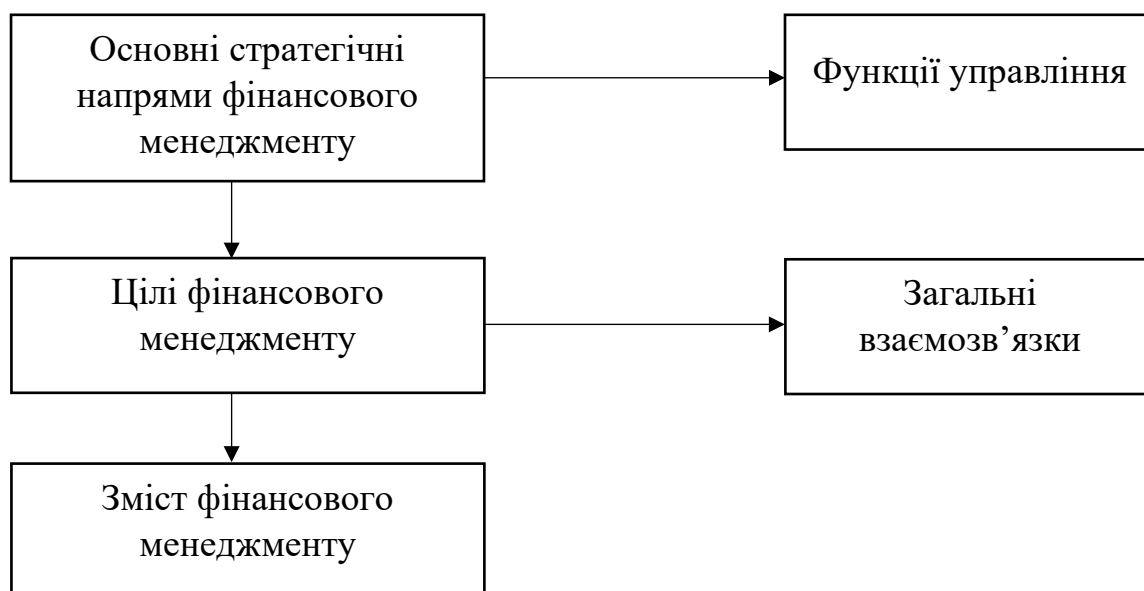 Основні стратегічні
напрями фінансового
менеджменту
Функції управління
Цілі фінансового
менеджменту
Загальні
взаємозв’язки
Зміст фінансового
менеджменту